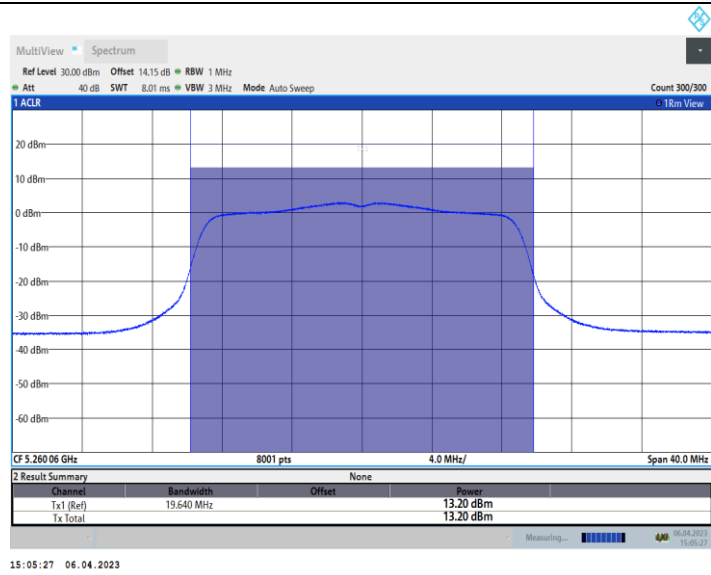 MultiView Spectrum
Ref Level 30.00 dBm Offset 14.15 dB RBW 1 MHz
Att 40 dB SWT 8.01 ms VBW 3 MHz Mode Auto Sweep Count 300/300
1 ACLR 1Rm View
20 dBm
10 dBm
0 dBm
-10 dBm
-20 dBm
-30 dBm
-40 dBm
-50 dBm
-60 dBm
CF 5.260 06 GHz 8001 pts 4.0 MHz/ Span 40.0 MHz
2 Result Summary None
Channel Bandwidth Offset Power
Tx1 (Ref) 19.640 MHz 13.20 dBm
Tx Total 13.20 dBm
Measuring... 06.04.2023
15:05:27
15:05:27 06.04.2023